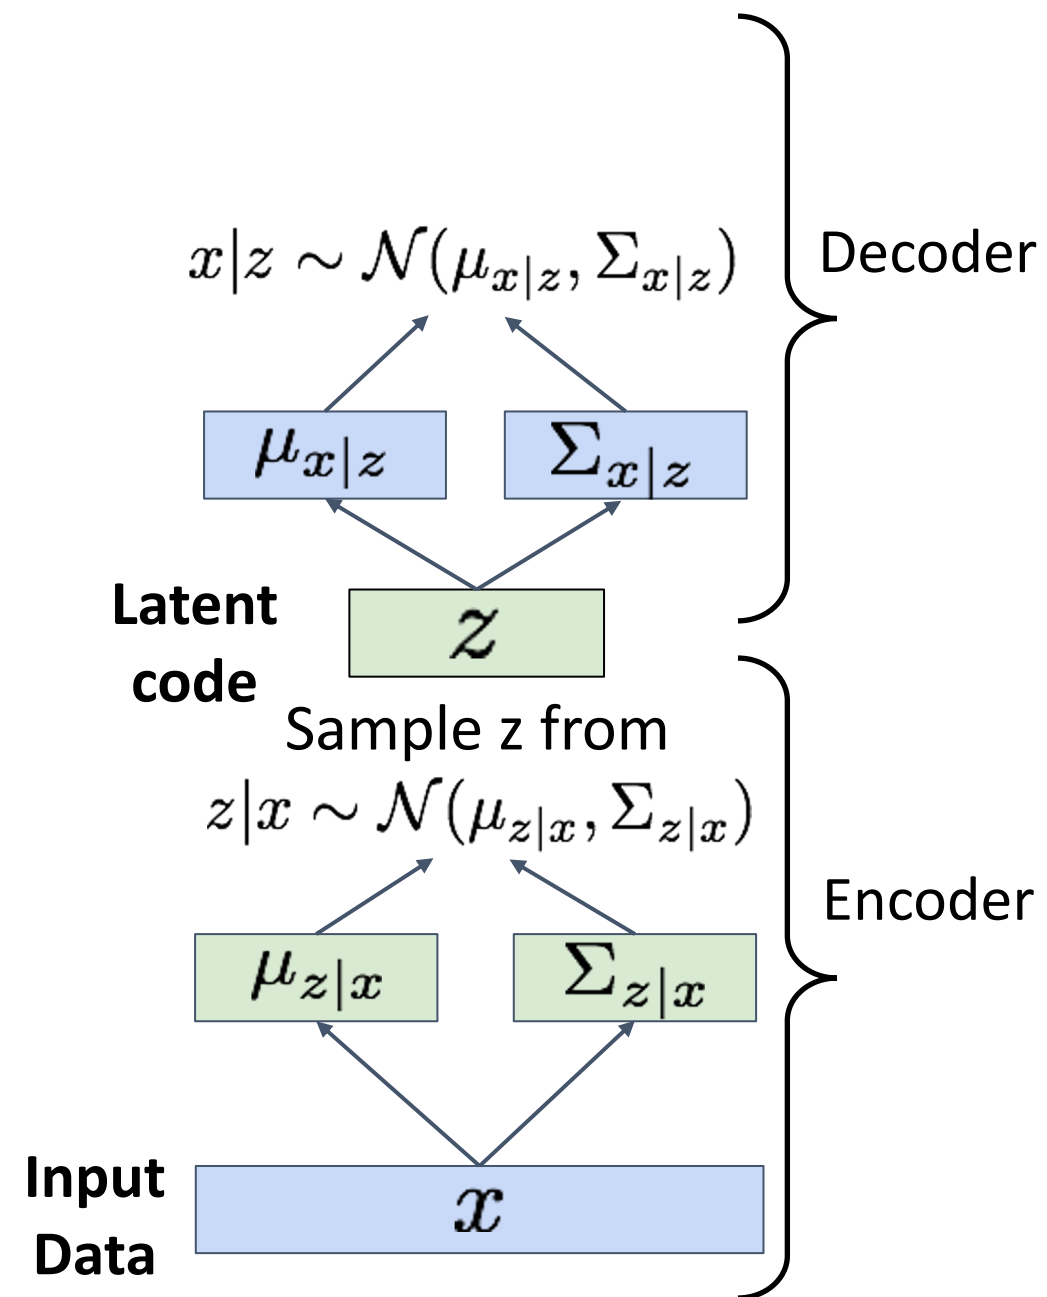 Decoder
x|z ∼ 𝒩(μ_{x|z}, Σ_{x|z})
μ_{x|z} Σ_{x|z}
Latent
code
z
Sample z from
z|x ∼ 𝒩(μ_{z|x}, Σ_{z|x})
Encoder
μ_{z|x} Σ_{z|x}
Input
Data
x